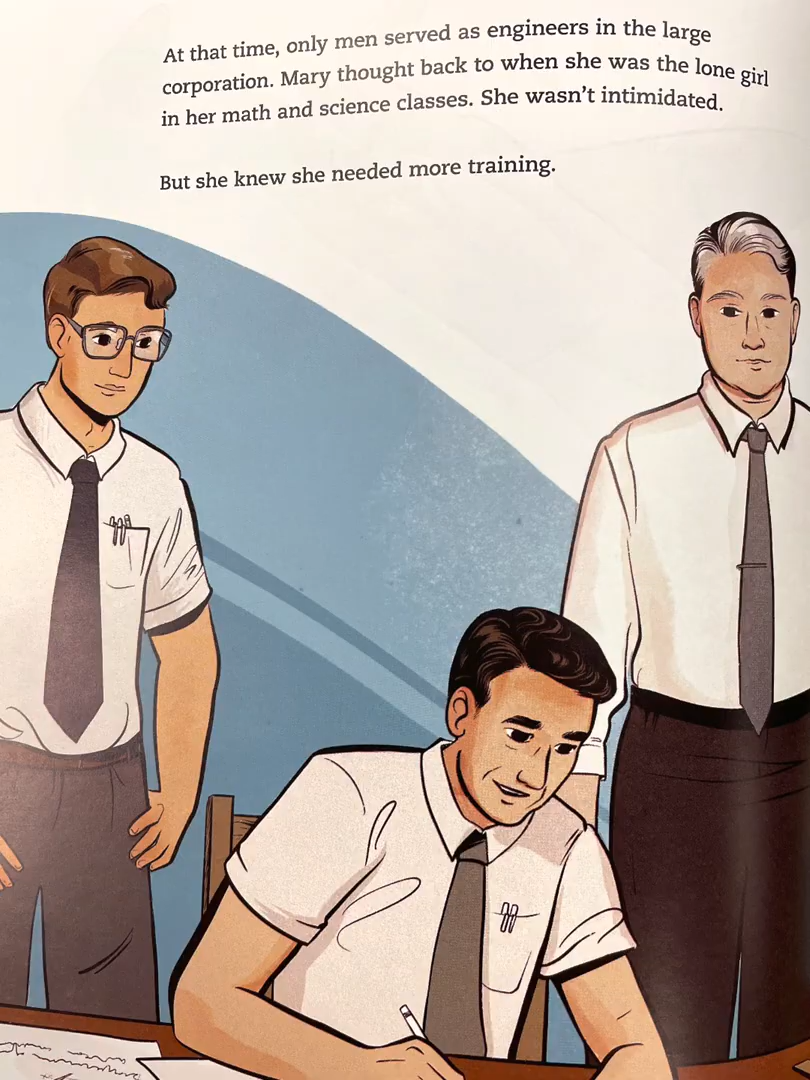 At that time, only men served as engineers in the large
corporation. Mary thought back to when she was the lone girl
in her math and science classes. She wasn't intimidated.
But she knew she needed more training.